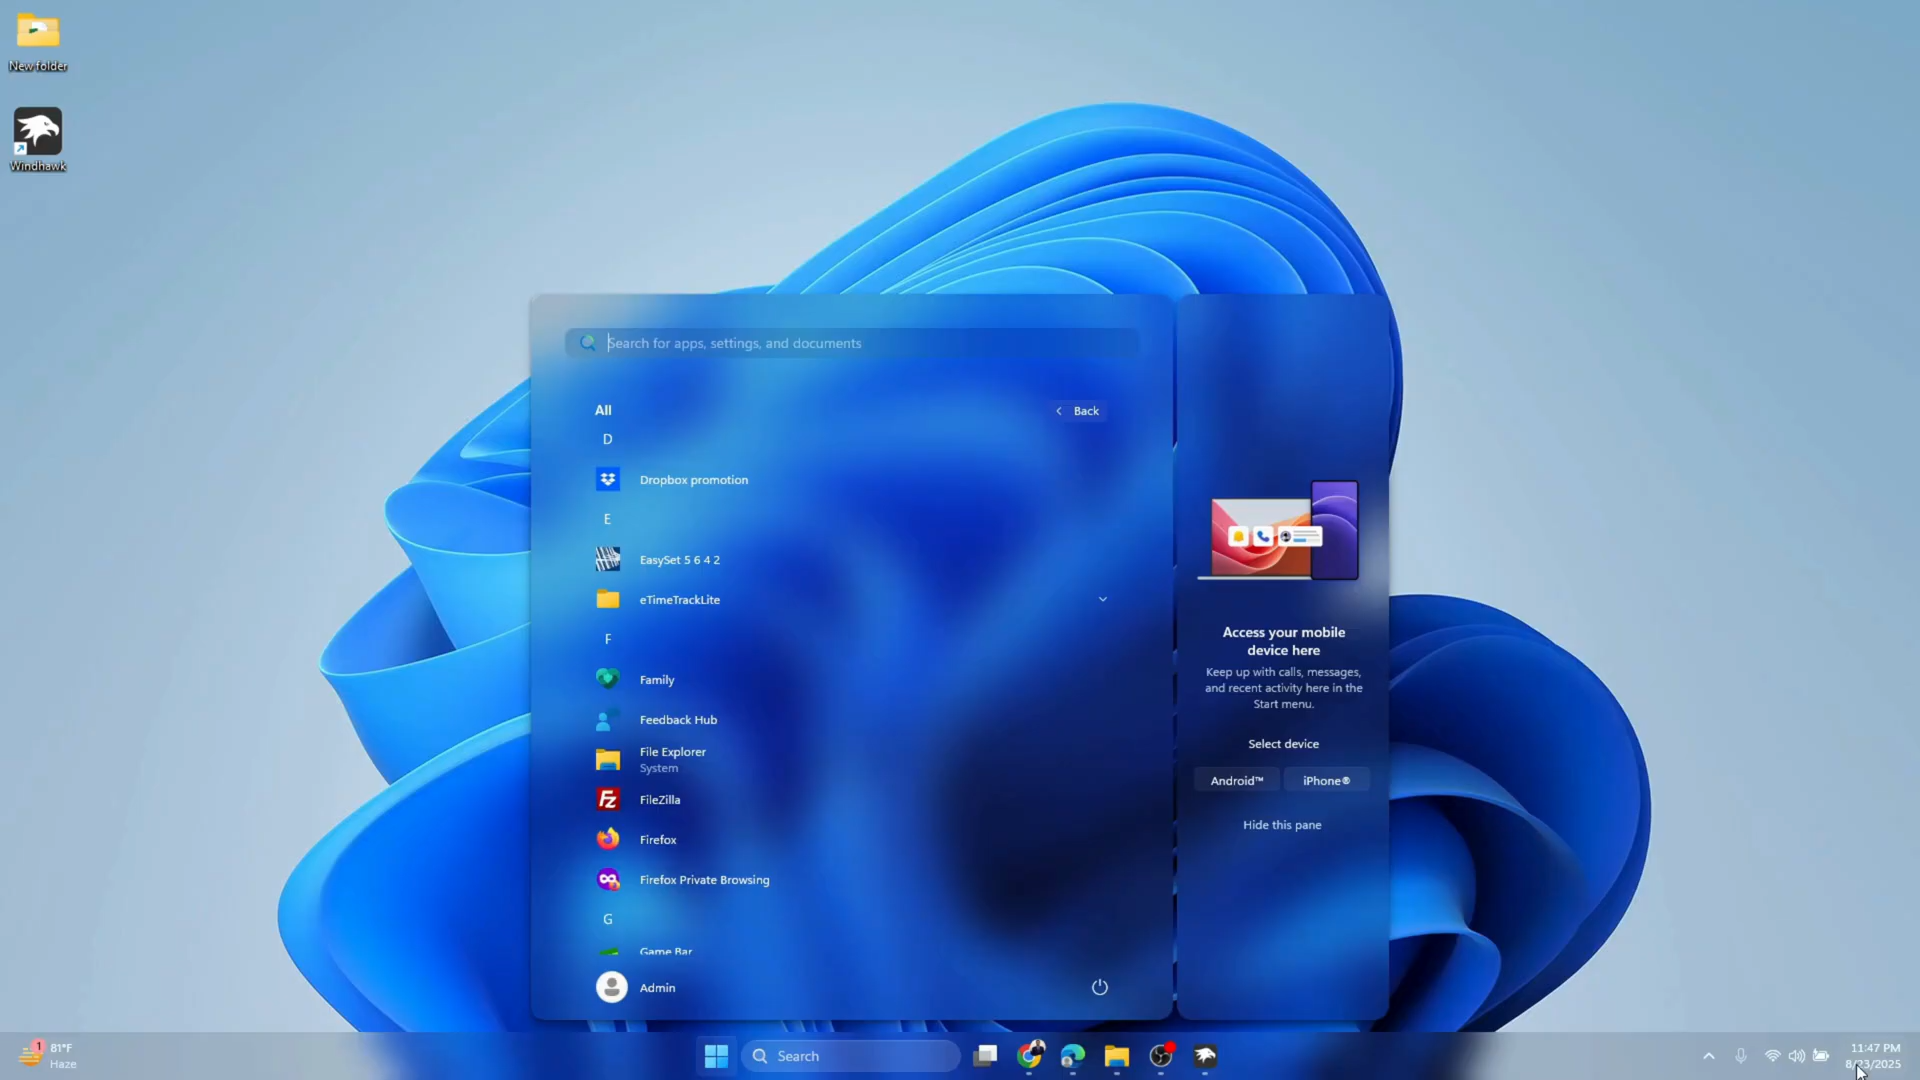 New folder
Windhawk
Search for apps, settings, and documents
All
Back
D
Dropbox promotion
E
EasySet 5 6 4 2
eTimeTrackLite
F
Family
Feedback Hub
File Explorer
System
FileZilla
Firefox
Firefox Private Browsing
G
Game Bar
Admin
Access your mobile
device here
Keep up with calls, messages,
and recent activity here in the
Start menu.
Select device
Android™
iPhone®
Hide this pane
1
81°F
Haze
Search
11:47 PM
8/23/2025